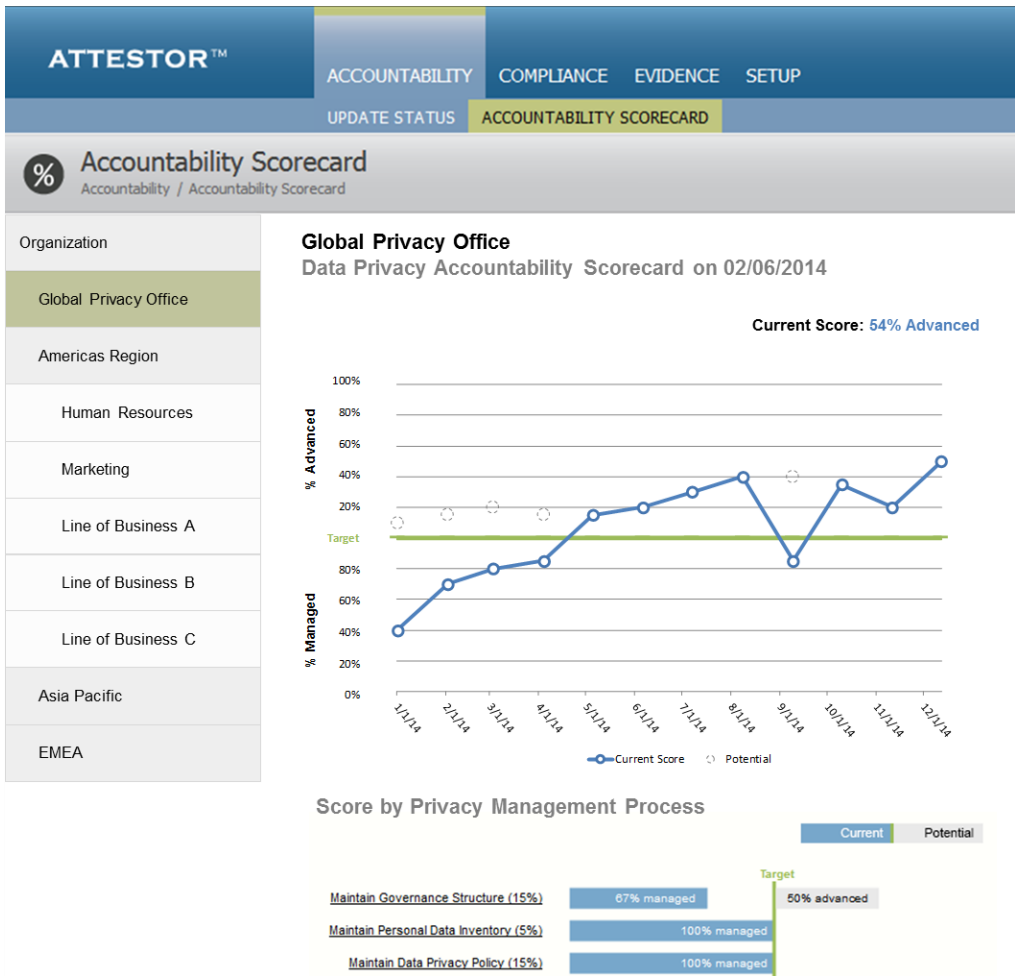 ATTESTOR™
ACCOUNTABILITY COMPLIANCE EVIDENCE SETUP
UPDATE STATUS ACCOUNTABILITY SCORECARD
%
Accountability Scorecard
Accountability / Accountability Scorecard
Organization
Global Privacy Office
Americas Region
Human Resources
Marketing
Line of Business A
Line of Business B
Line of Business C
Asia Pacific
EMEA
Global Privacy Office
Data Privacy Accountability Scorecard on 02/06/2014
Current Score: 54% Advanced
% Advanced
100%
80%
60%
40%
20%
Target
% Managed
80%
60%
40%
20%
0%
1/1/14 2/1/14 3/1/14 4/1/14 5/1/14 6/1/14 7/1/14 8/1/14 9/1/14 10/1/14 11/1/14 12/1/14
Current Score Potential
Score by Privacy Management Process
Current Potential
Target
Maintain Governance Structure (15%) 67% managed 50% advanced
Maintain Personal Data Inventory (5%) 100% managed
Maintain Data Privacy Policy (15%) 100% managed